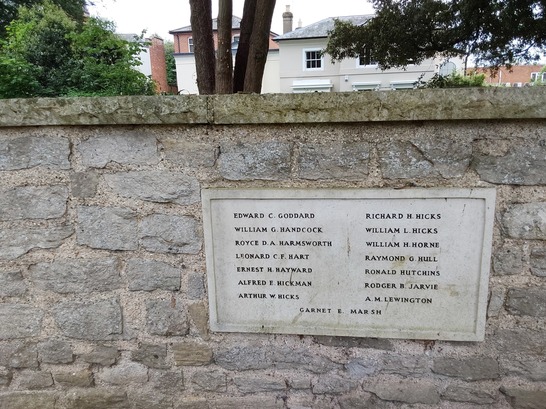 EDWARD C. GODDARD
WILLIAM G. HANDCOCK
ROYCE D. A. HARMSWORTH
LEONARD C. F. HART
ERNEST H. HAYWARD
ALFRED E. HICKMAN
ARTHUR W. HICKS
RICHARD H. HICKS
WILLIAM L. HICKS
WILLIAM H. HORNE
RAYMOND G. HULL
RONALD HUTCHINS
RODGER B. JARVIE
A. M. LEWINGTON
GARNET E. MARSH